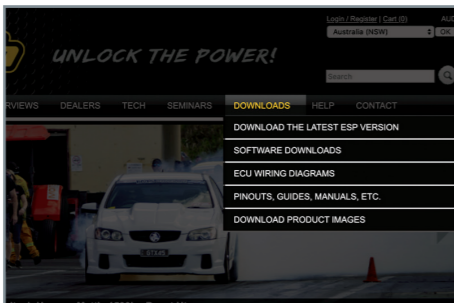 Login / Register | Cart (0) AUD
Australia (NSW) OK
UNLOCK THE POWER!
Search
RVIEWS DEALERS TECH SEMINARS DOWNLOADS HELP CONTACT
DOWNLOAD THE LATEST ESP VERSION
SOFTWARE DOWNLOADS
ECU WIRING DIAGRAMS
PINOUTS, GUIDES, MANUALS, ETC.
DOWNLOAD PRODUCT IMAGES